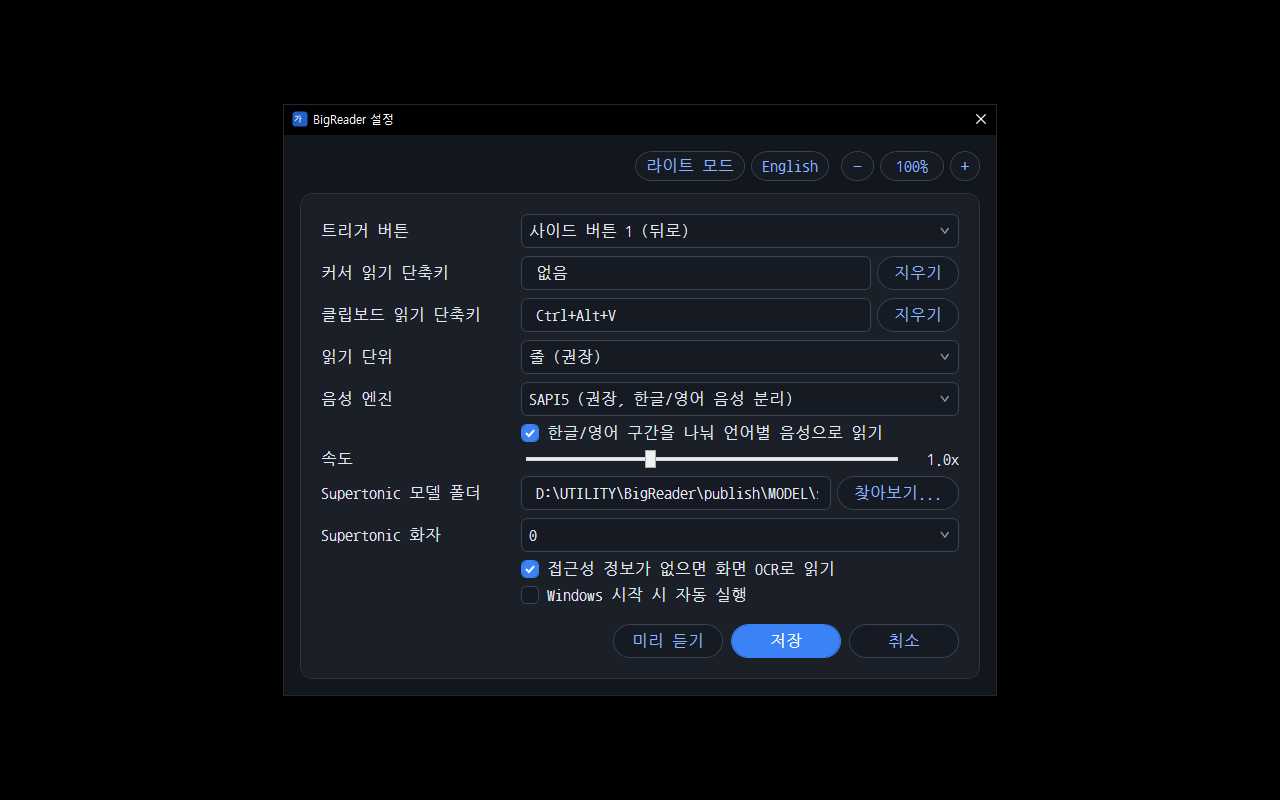 가 BigReader 설정
라이트 모드 English − 100% +
트리거 버튼 사이드 버튼 1 (뒤로)
커서 읽기 단축키 없음 지우기
클립보드 읽기 단축키 Ctrl+Alt+V 지우기
읽기 단위 줄 (권장)
음성 엔진 SAPI5 (권장, 한글/영어 음성 분리)
한글/영어 구간을 나눠 언어별 음성으로 읽기
속도 1.0x
Supertonic 모델 폴더 D:\UTILITY\BigReader\publish\MODEL\ 찾아보기...
Supertonic 화자 0
접근성 정보가 없으면 화면 OCR로 읽기
Windows 시작 시 자동 실행
미리 듣기 저장 취소